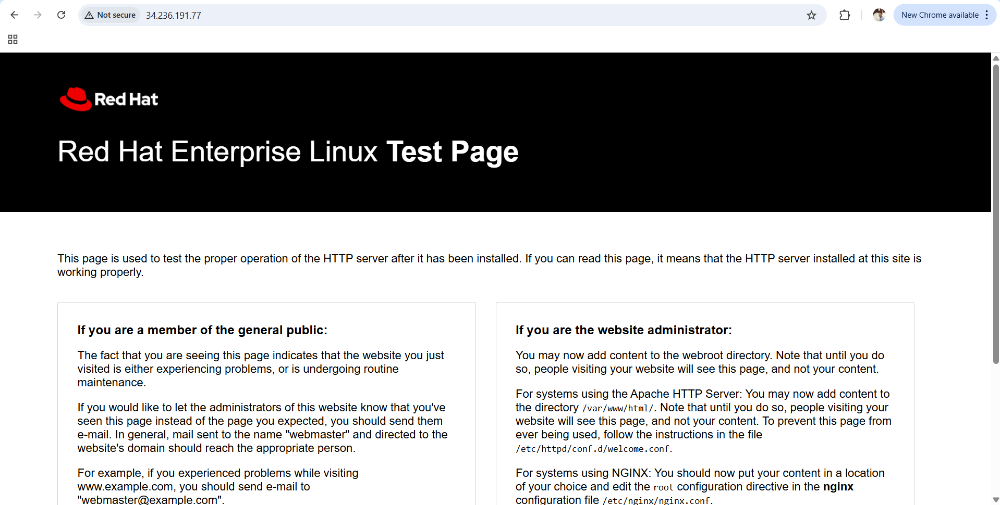 Not secure
34.236.191.77
New Chrome available
Red Hat
Red Hat Enterprise Linux Test Page
This page is used to test the proper operation of the HTTP server after it has been installed. If you can read this page, it means that the HTTP server installed at this site is
working properly.
If you are a member of the general public:
The fact that you are seeing this page indicates that the website you just
visited is either experiencing problems, or is undergoing routine
maintenance.
If you would like to let the administrators of this website know that you've
seen this page instead of the page you expected, you should send them
e-mail. In general, mail sent to the name "webmaster" and directed to the
website's domain should reach the appropriate person.
For example, if you experienced problems while visiting
www.example.com, you should send e-mail to
"webmaster@example.com".
If you are the website administrator:
You may now add content to the webroot directory. Note that until you do
so, people visiting your website will see this page, and not your content.
For systems using the Apache HTTP Server: You may now add content to
the directory /var/www/html/. Note that until you do so, people visiting your
website will see this page, and not your content. To prevent this page from
ever being used, follow the instructions in the file
/etc/httpd/conf.d/welcome.conf.
For systems using NGINX: You should now put your content in a location
of your choice and edit the root configuration directive in the nginx
configuration file /etc/nginx/nginx.conf.